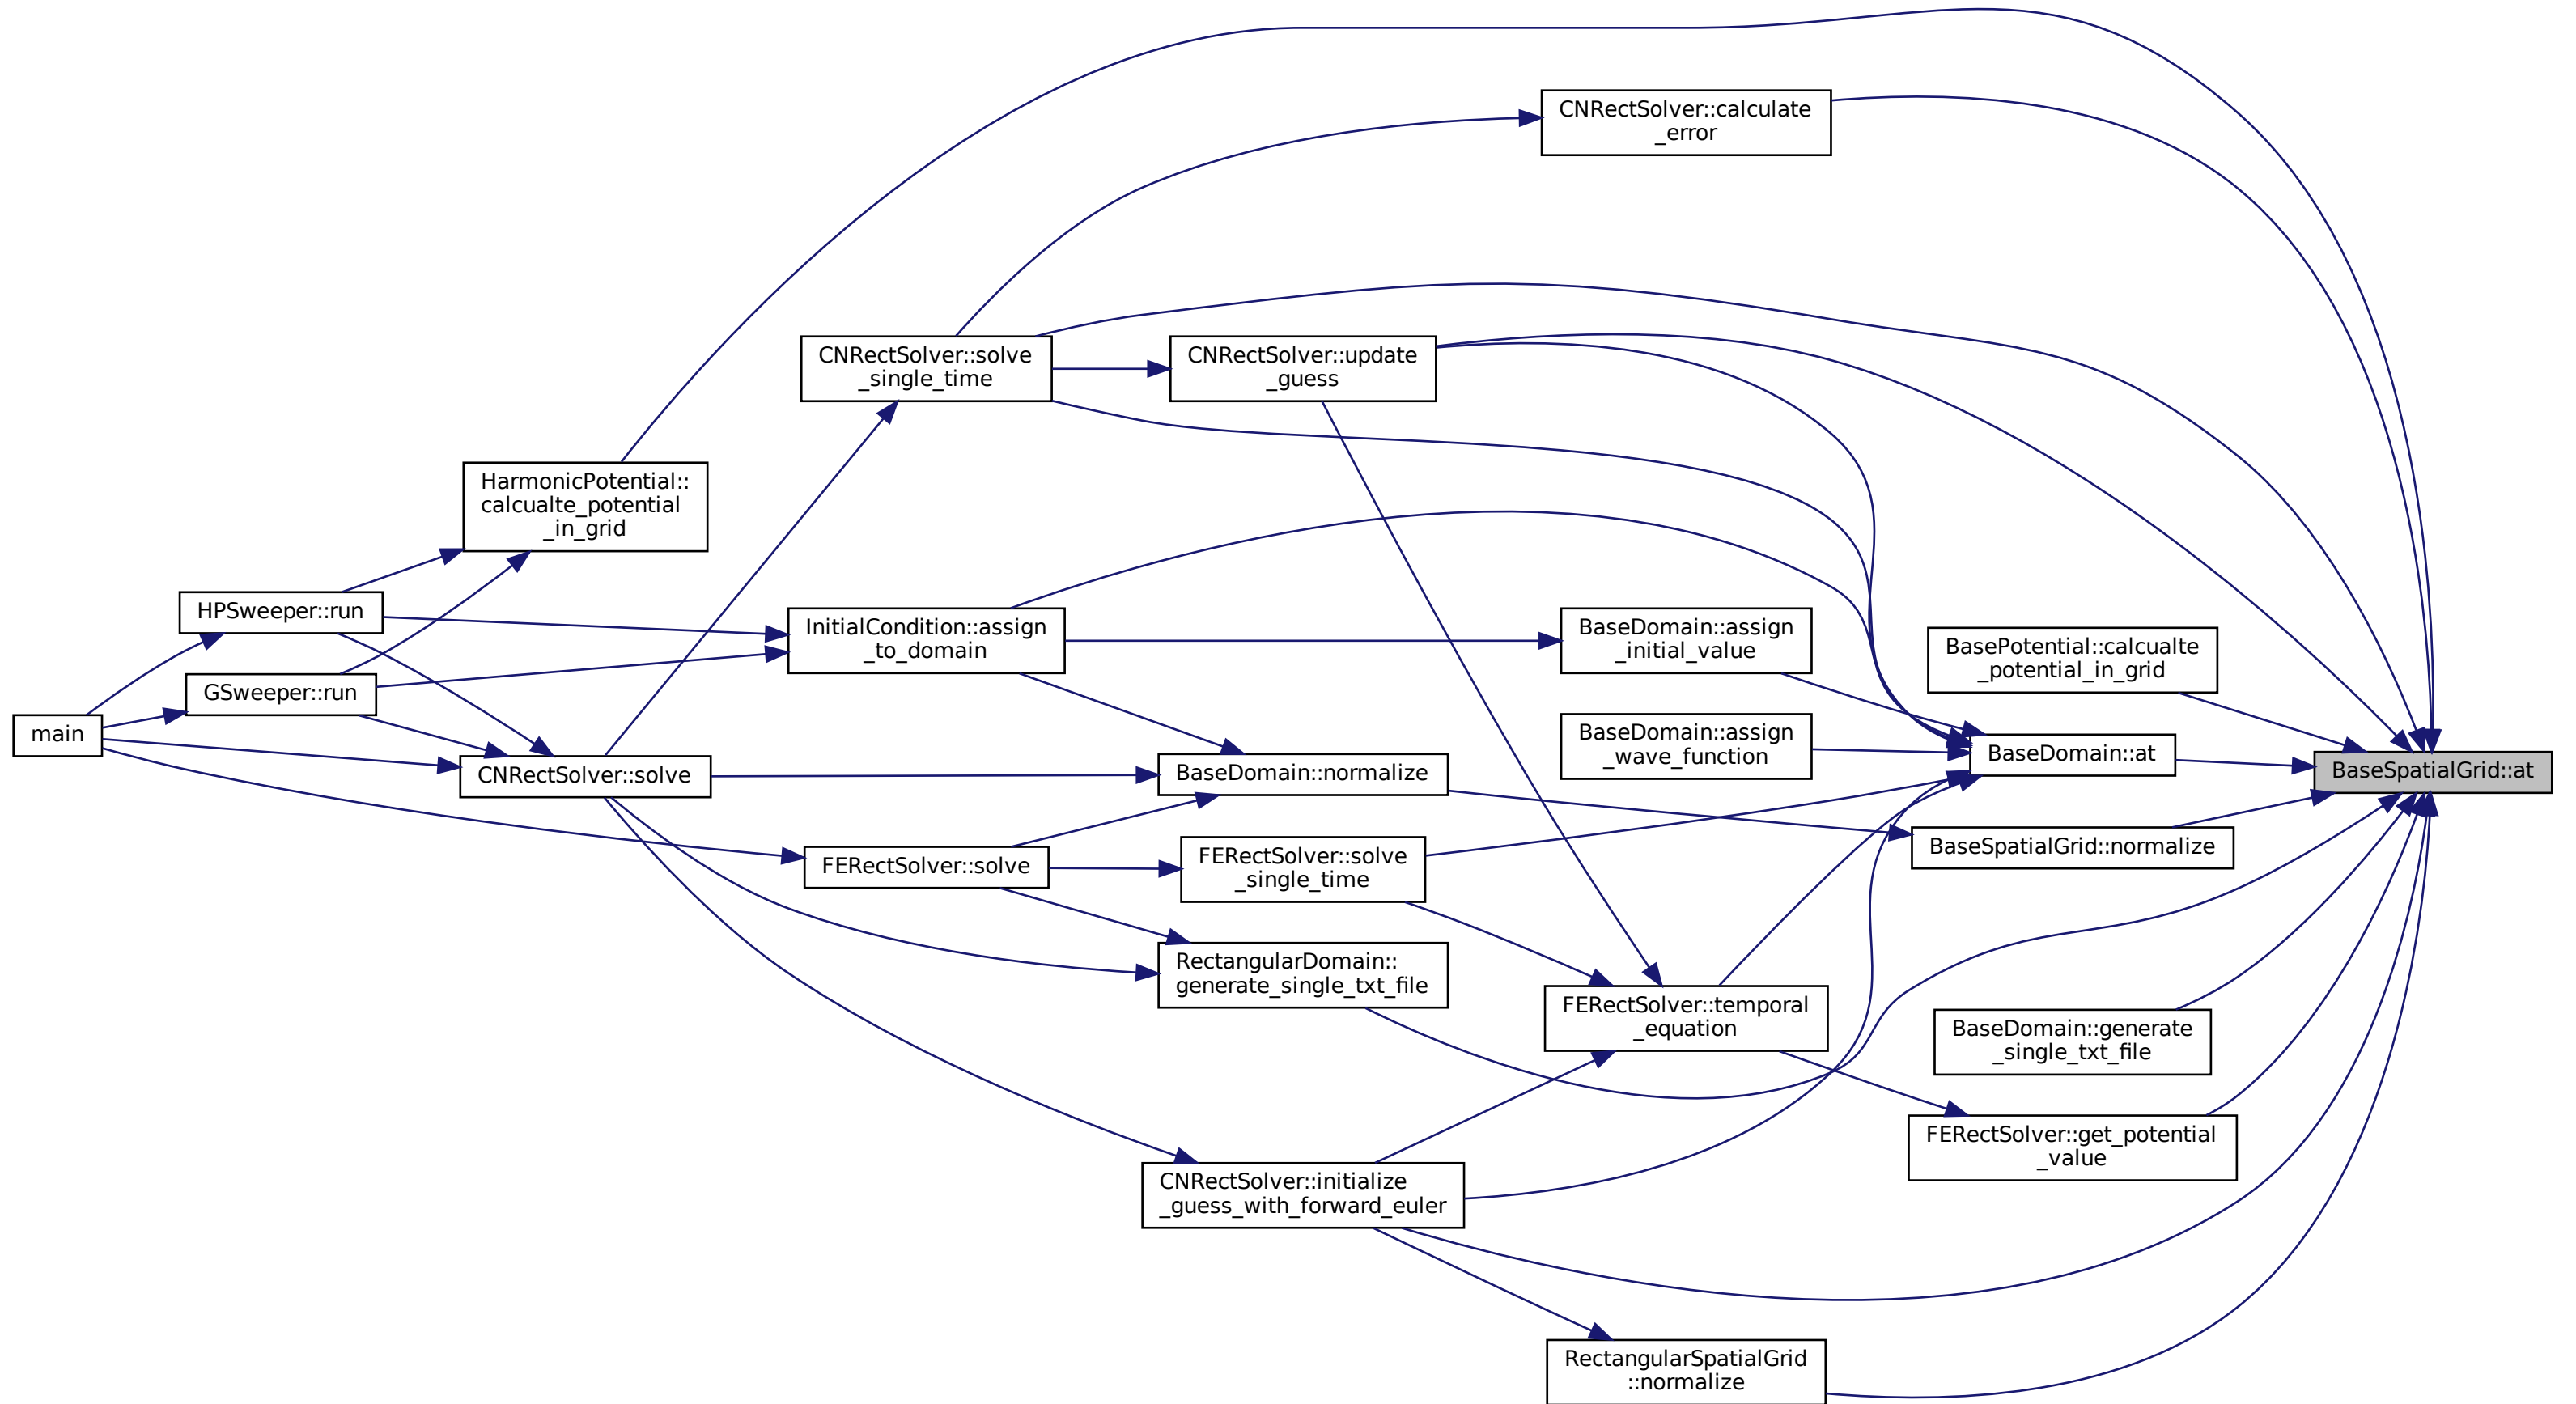 CNRectSolver::calculate
_error
CNRectSolver::solve
_single_time
CNRectSolver::update
_guess
HarmonicPotential::
calcualte_potential
_in_grid
HPSweeper::run
InitialCondition::assign
_to_domain
BaseDomain::assign
_initial_value
BasePotential::calcualte
_potential_in_grid
GSweeper::run
main
BaseDomain::assign
_wave_function
BaseDomain::at
BaseSpatialGrid::at
CNRectSolver::solve
BaseDomain::normalize
FERectSolver::solve
FERectSolver::solve
_single_time
BaseSpatialGrid::normalize
RectangularDomain::
generate_single_txt_file
FERectSolver::temporal
_equation
BaseDomain::generate
_single_txt_file
FERectSolver::get_potential
_value
CNRectSolver::initialize
_guess_with_forward_euler
RectangularSpatialGrid
::normalize